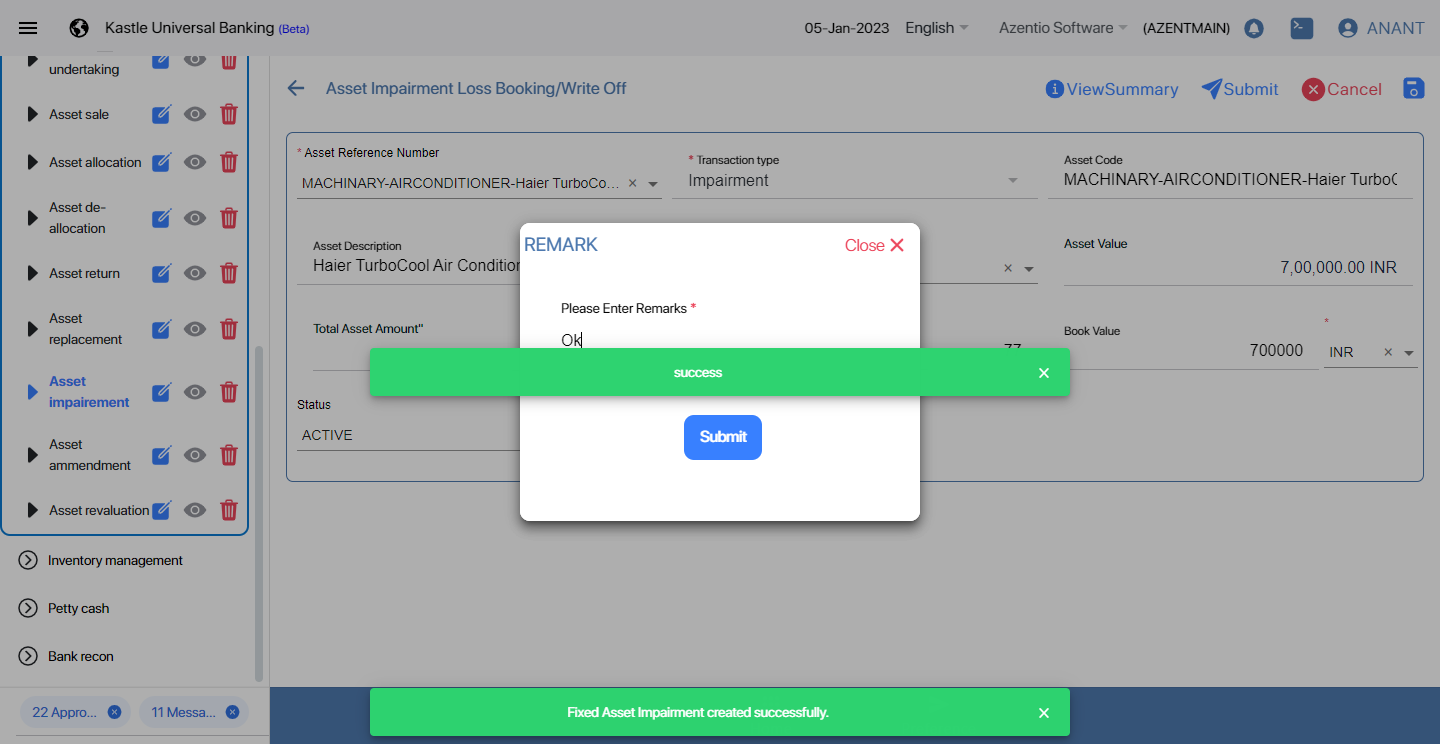 Kastle Universal Banking (Beta)
05-Jan-2023
English
Azentio Software
(AZENTMAIN)
ANANT
undertaking
Asset sale
Asset allocation
Asset de-
allocation
Asset return
Asset
replacement
Asset
impairement
Asset
ammendment
Asset revaluation
Inventory management
Petty cash
Bank recon
22 Appro...
11 Messa...
Asset Impairment Loss Booking/Write Off
ViewSummary
Submit
Cancel
* Asset Reference Number
MACHINARY-AIRCONDITIONER-Haier TurboCo...
* Transaction type
Impairment
Asset Code
MACHINARY-AIRCONDITIONER-Haier TurboC
Asset Description
Haier TurboCool Air Condition
Asset Value
7,00,000.00 INR
Total Asset Amount"
Book Value
700000
*
INR
Status
ACTIVE
REMARK
Close
Please Enter Remarks *
Ok
success
Submit
Fixed Asset Impairment created successfully.